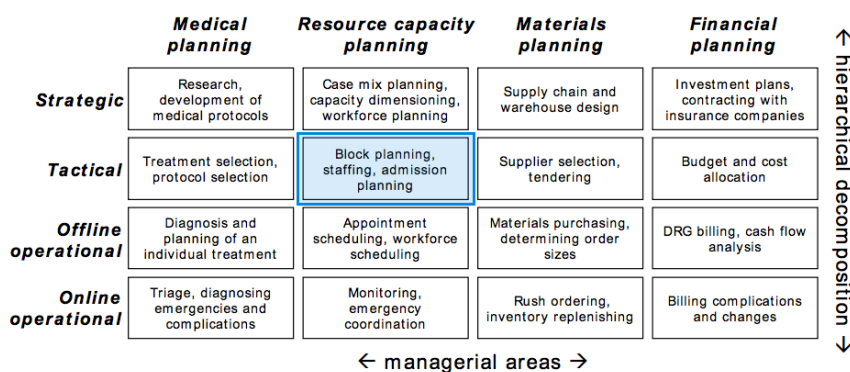 Medical planning
Resource capacity planning
Materials planning
Financial planning
Strategic
Research,
development of
medical protocols
Case mix planning,
capacity dimensioning,
workforce planning
Supply chain and
warehouse design
Investment plans,
contracting with
insurance companies
Tactical
Treatment selection,
protocol selection
Block planning,
staffing, admission
planning
Supplier selection,
tendering
Budget and cost
allocation
Offline
operational
Diagnosis and
planning of an
individual treatment
Appointment
scheduling, workforce
scheduling
Materials purchasing,
determining order
sizes
DRG billing, cash flow
analysis
Online
operational
Triage, diagnosing
emergencies and
complications
Monitoring,
emergency
coordination
Rush ordering,
inventory replenishing
Billing complications
and changes
← managerial areas →
← hierarchical decomposition →